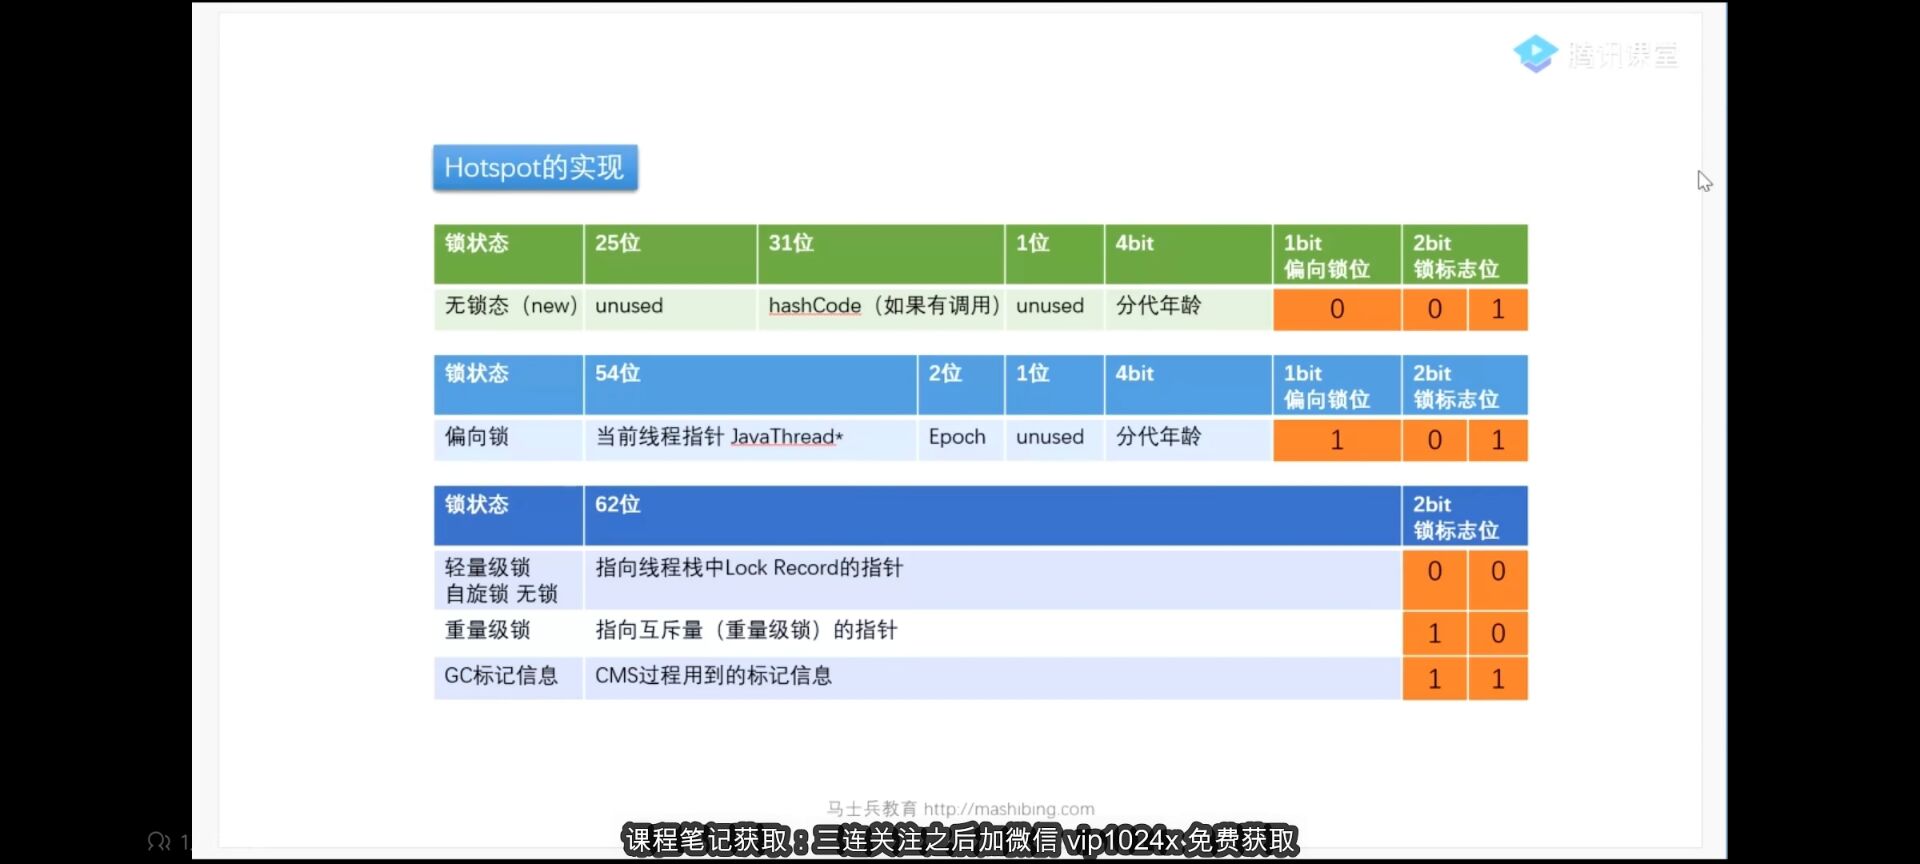 腾讯课堂
Hotspot的实现
锁状态 25位 31位 1位 4bit 1bit 偏向锁位 2bit 锁标志位
无锁态（new） unused hashCode（如果有调用） unused 分代年龄 0 0 1
锁状态 54位 2位 1位 4bit 1bit 偏向锁位 2bit 锁标志位
偏向锁 当前线程指针 JavaThread* Epoch unused 分代年龄 1 0 1
锁状态 62位 2bit 锁标志位
轻量级锁 自旋锁 无锁 指向线程栈中Lock Record的指针 0 0
重量级锁 指向互斥量（重量级锁）的指针 1 0
GC标记信息 CMS过程用到的标记信息 1 1
马士兵教育 http://mashibing.com
课程笔记获取：三连关注之后加微信 vip1024x 免费获取